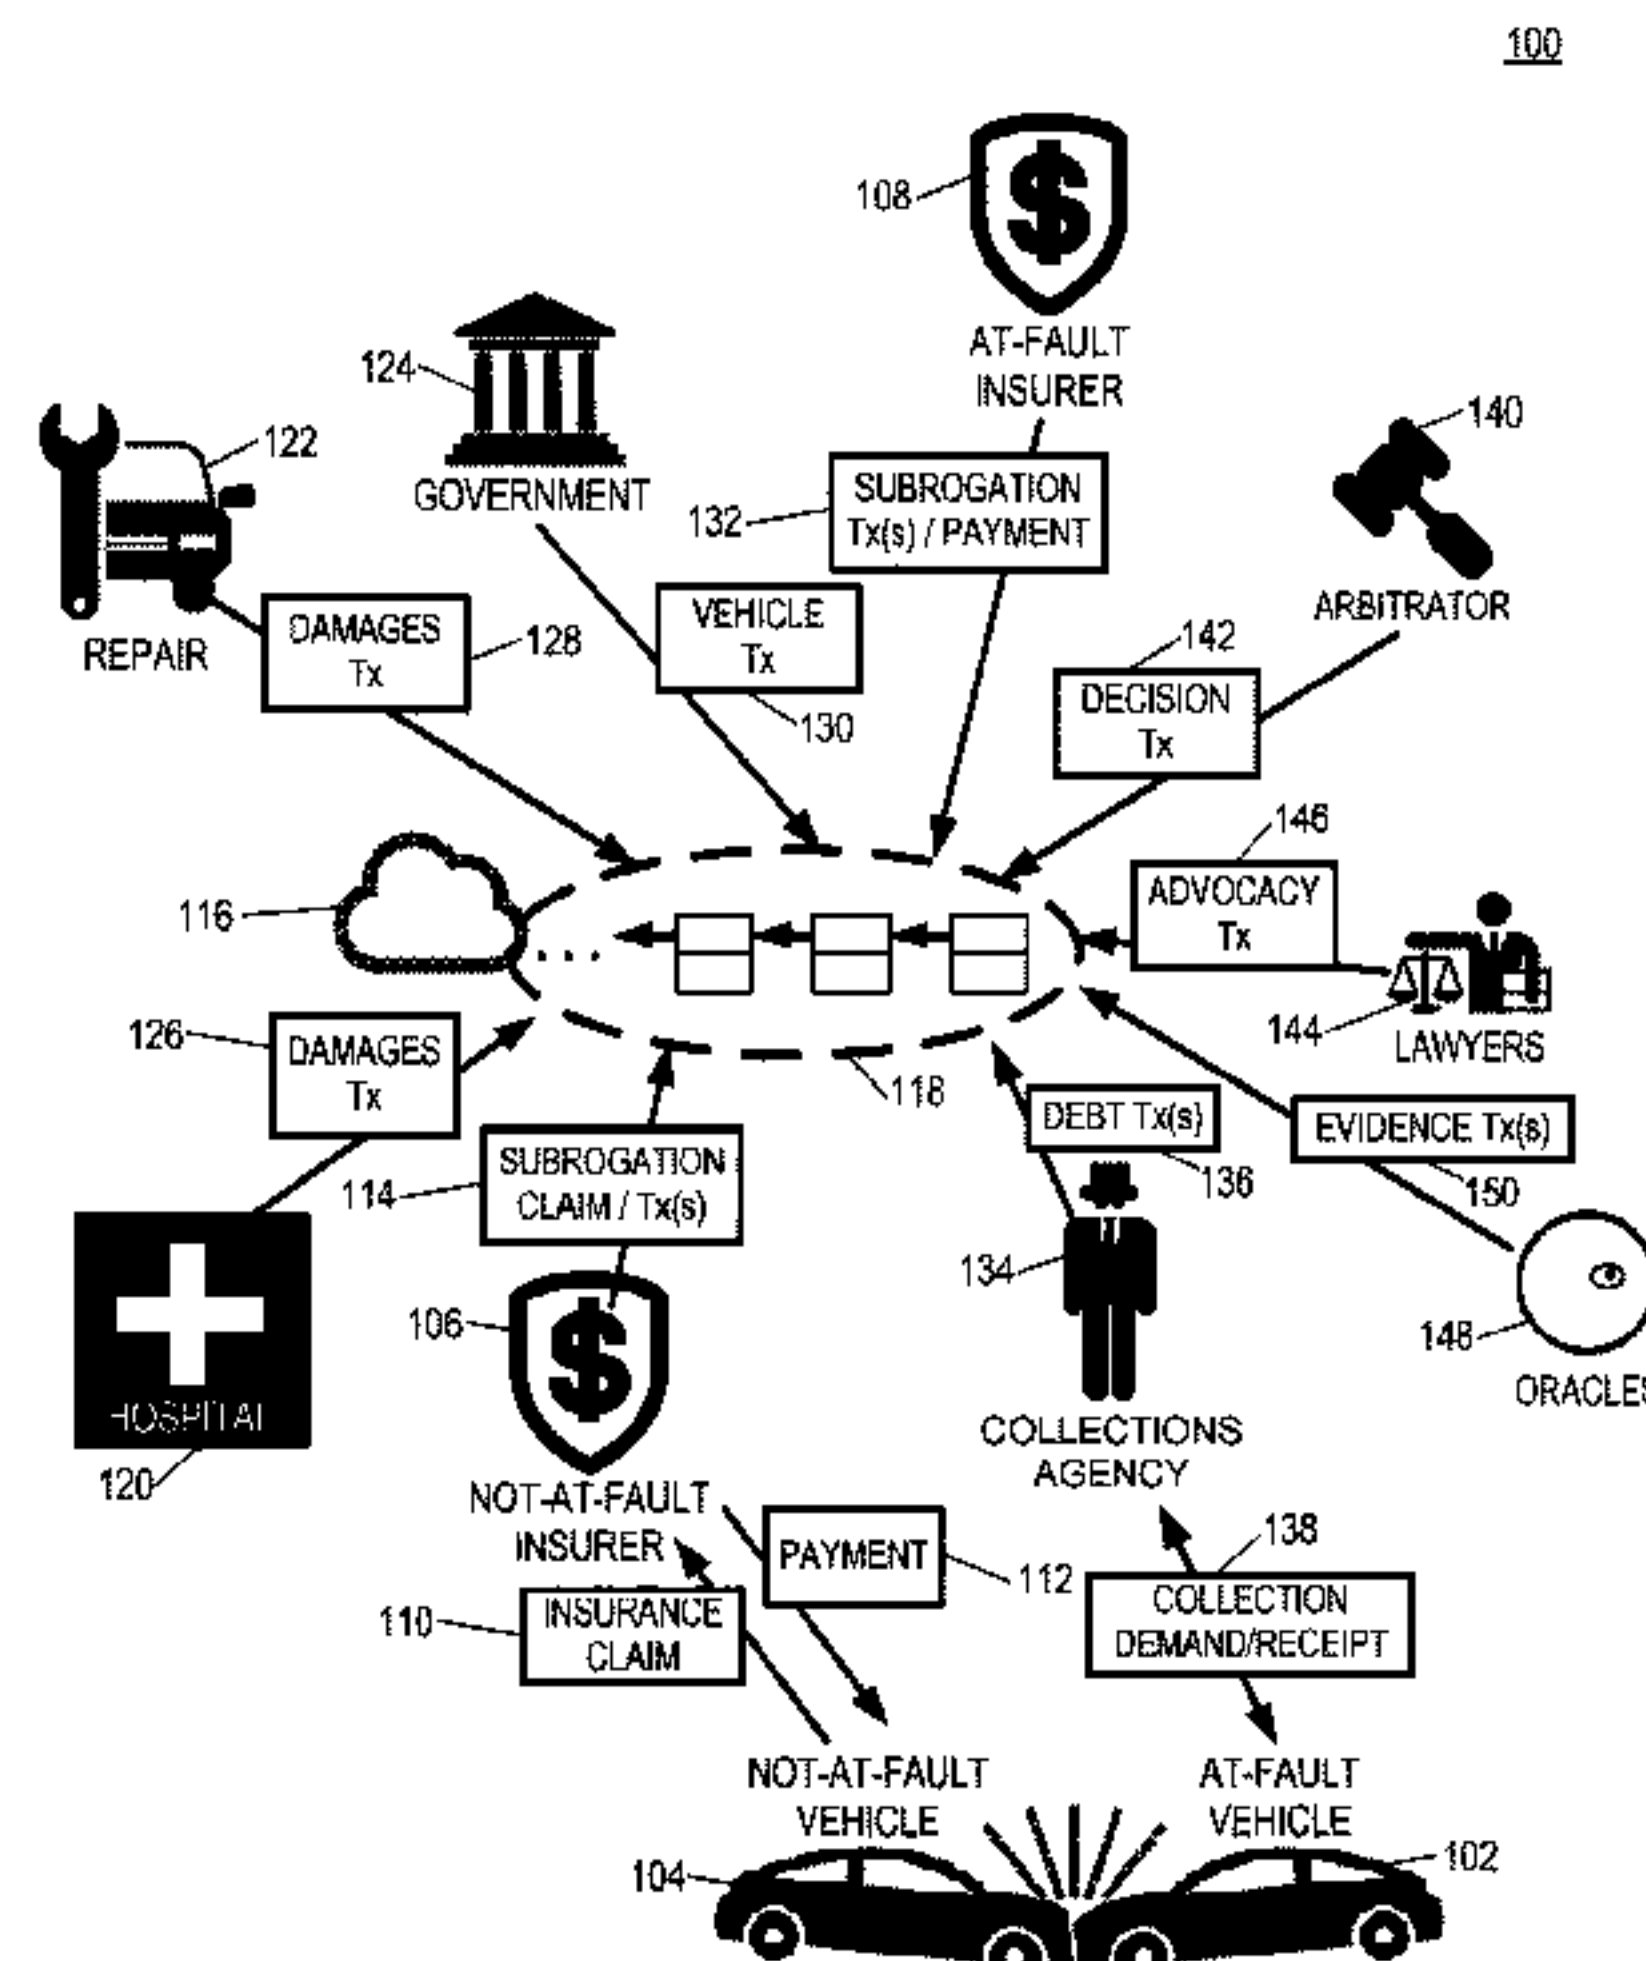 100
108
AT-FAULT
INSURER
124
GOVERNMENT
122
REPAIR
140
ARBITRATOR
132
SUBROGATION
Tx(s) / PAYMENT
DAMAGES
Tx
128
VEHICLE
Tx
130
142
DECISION
Tx
146
ADVOCACY
Tx
116
144
LAWYERS
126
DAMAGES
Tx
118
DEBT Tx(s)
136
EVIDENCE Tx(s)
150
114
SUBROGATION
CLAIM / Tx(s)
134
148
ORACLES
106
HOSPITAL
120
COLLECTIONS
AGENCY
NOT-AT-FAULT
INSURER
PAYMENT
112
138
COLLECTION
DEMAND/RECEIPT
110
INSURANCE
CLAIM
NOT-AT-FAULT
VEHICLE
AT-FAULT
VEHICLE
104
102